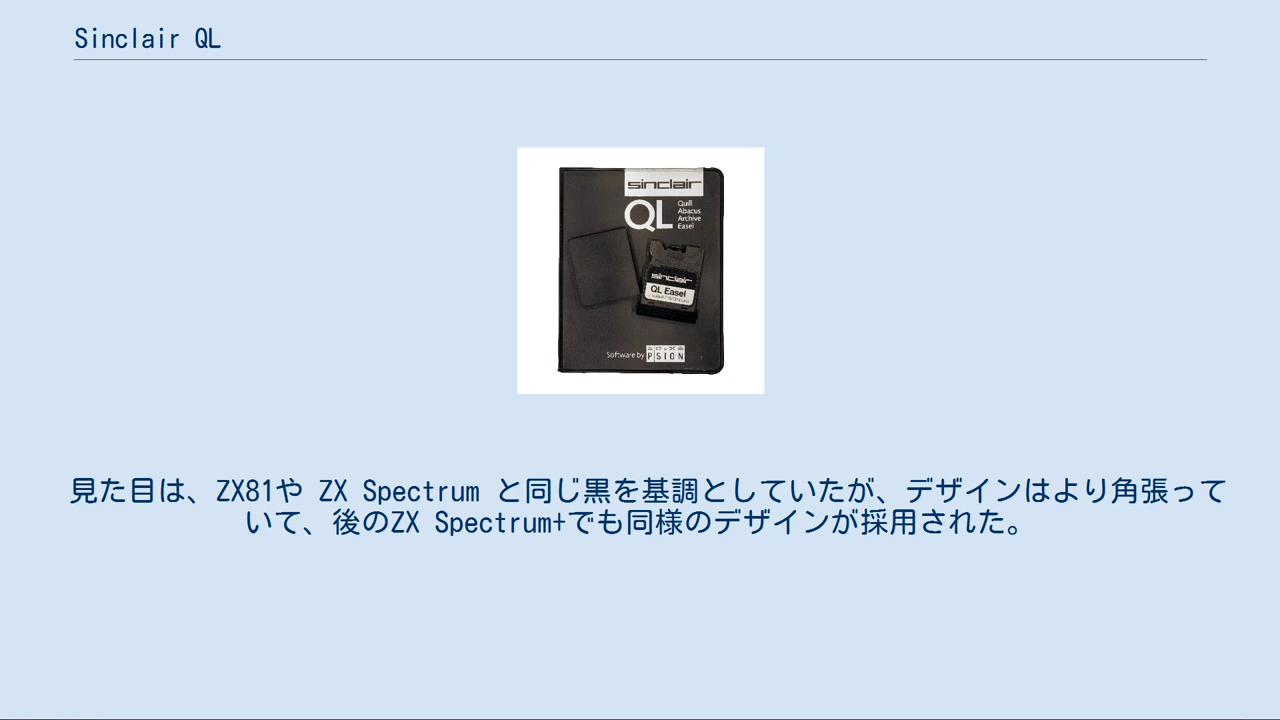 Sinclair QL
sinclair
QL
Quill
Abacus
Archive
Easel
sinclair
QL Easel
Software by PSION
見た目は、ZX81や ZX Spectrum と同じ黒を基調としていたが、デザインはより角張って
いて、後のZX Spectrum+でも同様のデザインが採用された。